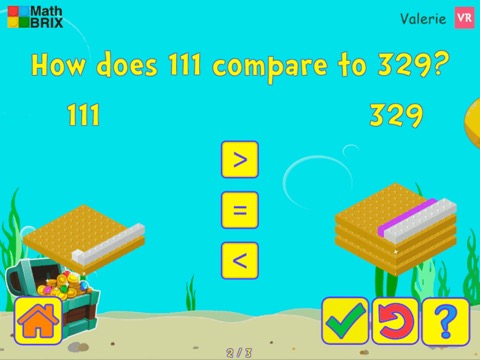 Math
BRIX
Valerie VR
How does 111 compare to 329?
111 329
>
=
<
?
2 / 3